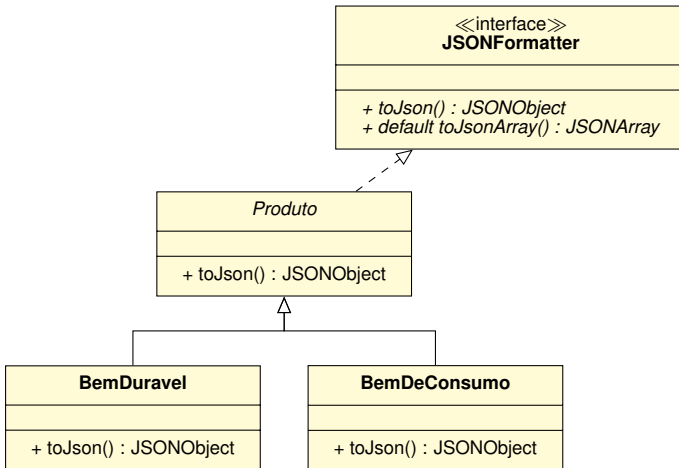 ≪interface≫
JSONFormatter
+ toJson() : JSONObject
+ default toJsonArray() : JSONArray
Produto
+ toJson() : JSONObject
BemDuravel
+ toJson() : JSONObject
BemDeConsumo
+ toJson() : JSONObject